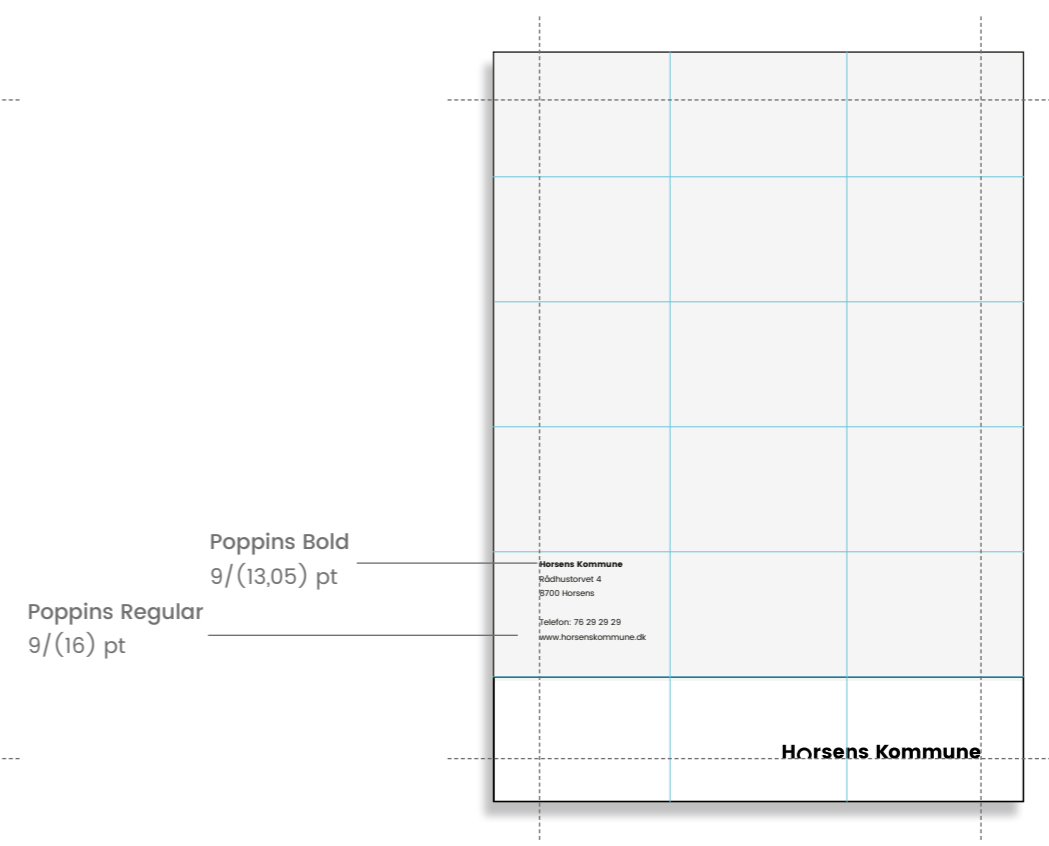 Poppins Bold
9/(13,05) pt
Poppins Regular
9/(16) pt
Horsens Kommune
Rådhustorvet 4
8700 Horsens
Telefon: 76 29 29 29
www.horsenskommune.dk
Horsens Kommune